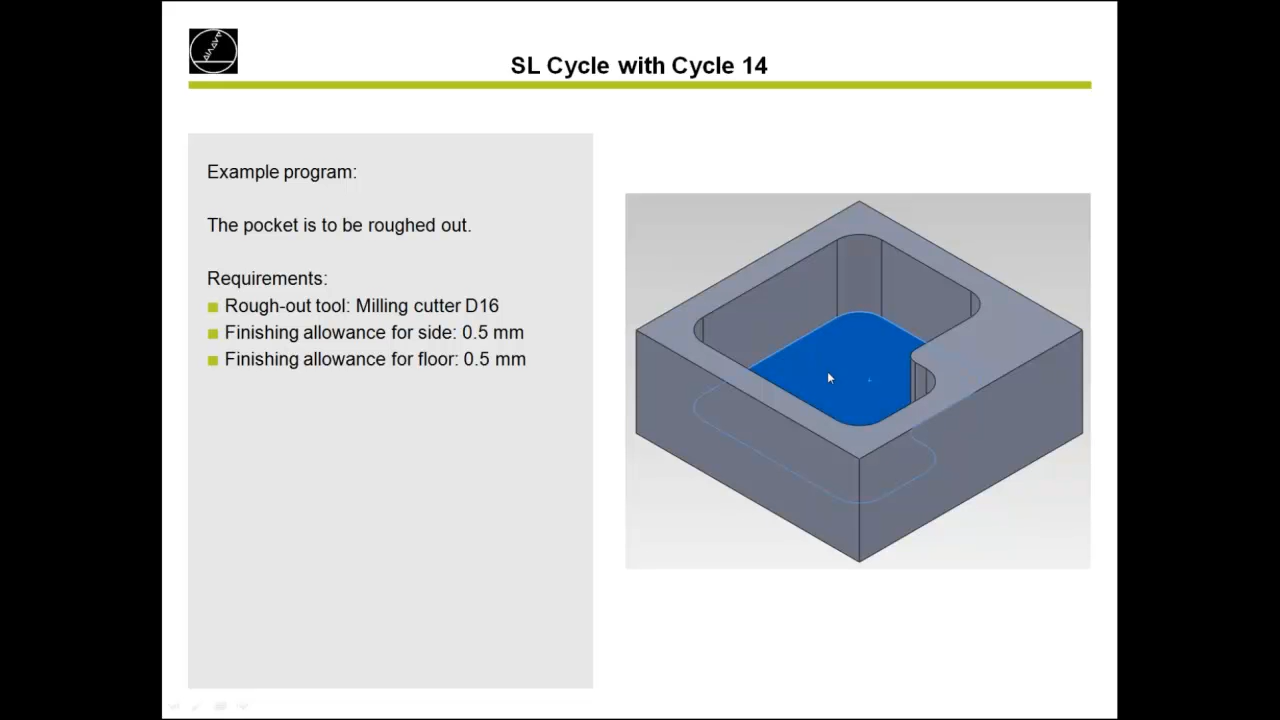 SL Cycle with Cycle 14
Example program:
The pocket is to be roughed out.
Requirements:
Rough-out tool: Milling cutter D16
Finishing allowance for side: 0.5 mm
Finishing allowance for floor: 0.5 mm